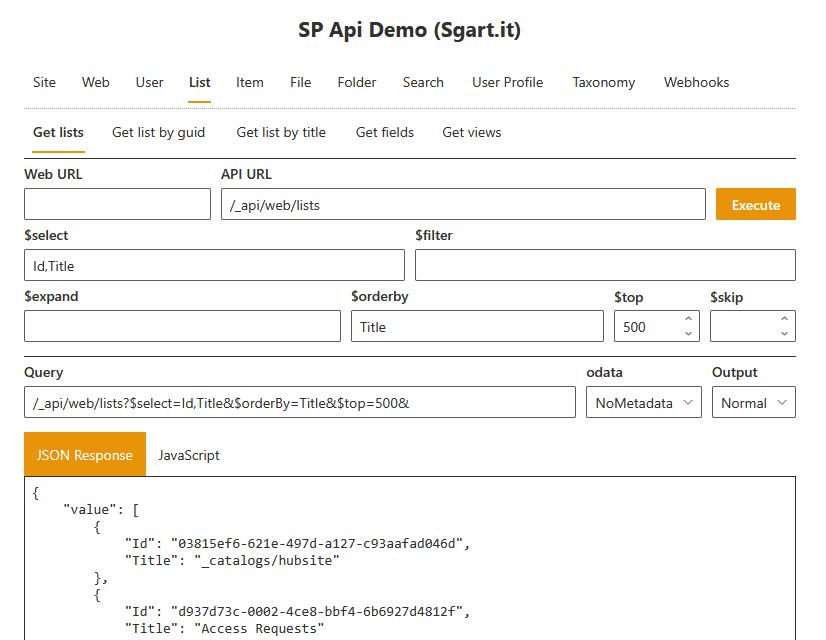 SP Api Demo (Sgart.it)
Site Web User List Item File Folder Search User Profile Taxonomy Webhooks
Get lists Get list by guid Get list by title Get fields Get views
Web URL API URL
/_api/web/lists Execute
$select $filter
Id,Title
$expand $orderby $top $skip
Title 500
Query odata Output
/_api/web/lists?$select=Id,Title&$orderBy=Title&$top=500& NoMetadata Normal
JSON Response JavaScript
{
    "value": [
        {
            "Id": "03815ef6-621e-497d-a127-c93aafad046d",
            "Title": "_catalogs/hubsite"
        },
        {
            "Id": "d937d73c-0002-4ce8-bbf4-6b6927d4812f",
            "Title": "Access Requests"